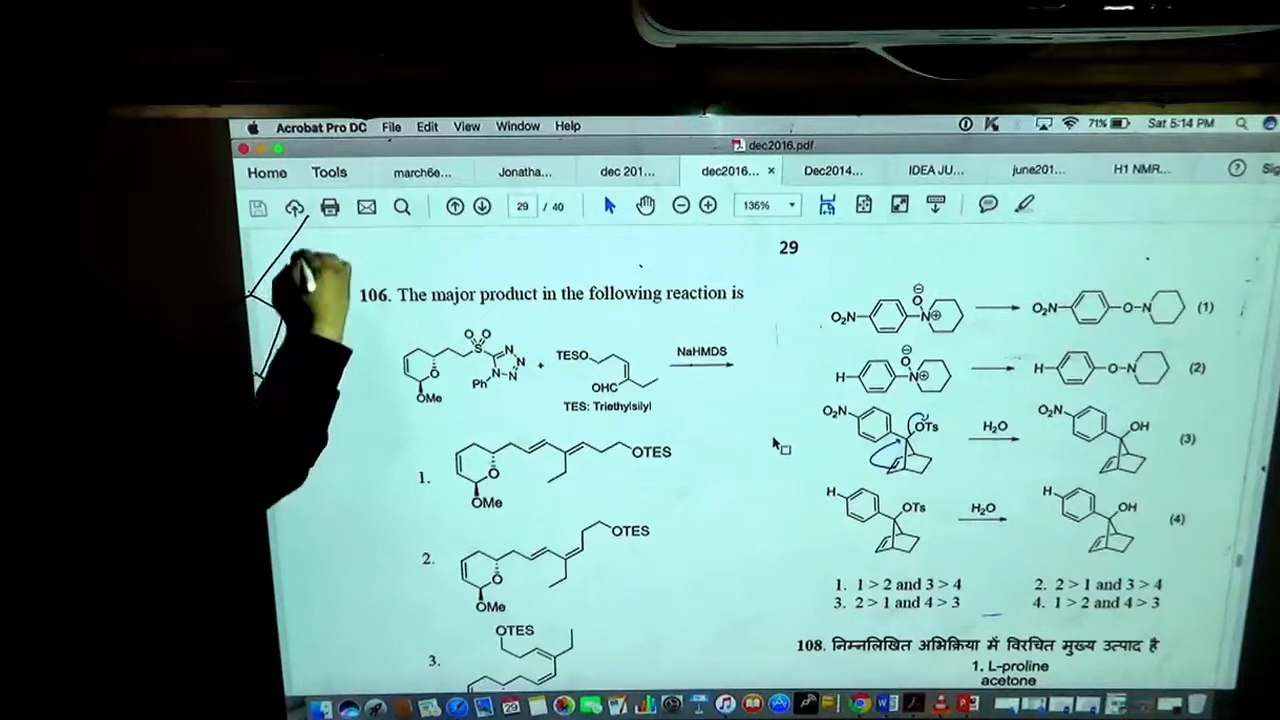 Acrobat Pro DC File Edit View Window Help 71% Sat 5:14 PM
dec2016.pdf
Home Tools march6e... Jonatha... dec 201... dec2016... × Dec2014... IDEA JU... june201... H1 NMR... ? Sig
29 / 40 136%
29
106. The major product in the following reaction is
TESO
OHC
Ph
OMe
NaHMDS
TES: Triethylsilyl
1.
OTES
OMe
2.
OTES
OMe
3.
OTES
O₂N O₂N (1)
H H (2)
O₂N OTs H₂O O₂N OH (3)
H OTs H₂O H OH (4)
1. 1 > 2 and 3 > 4 2. 2 > 1 and 3 > 4
3. 2 > 1 and 4 > 3 4. 1 > 2 and 4 > 3
108. निम्नलिखित अभिक्रिया में विरचित मुख्य उत्पाद है
1. L-proline
acetone